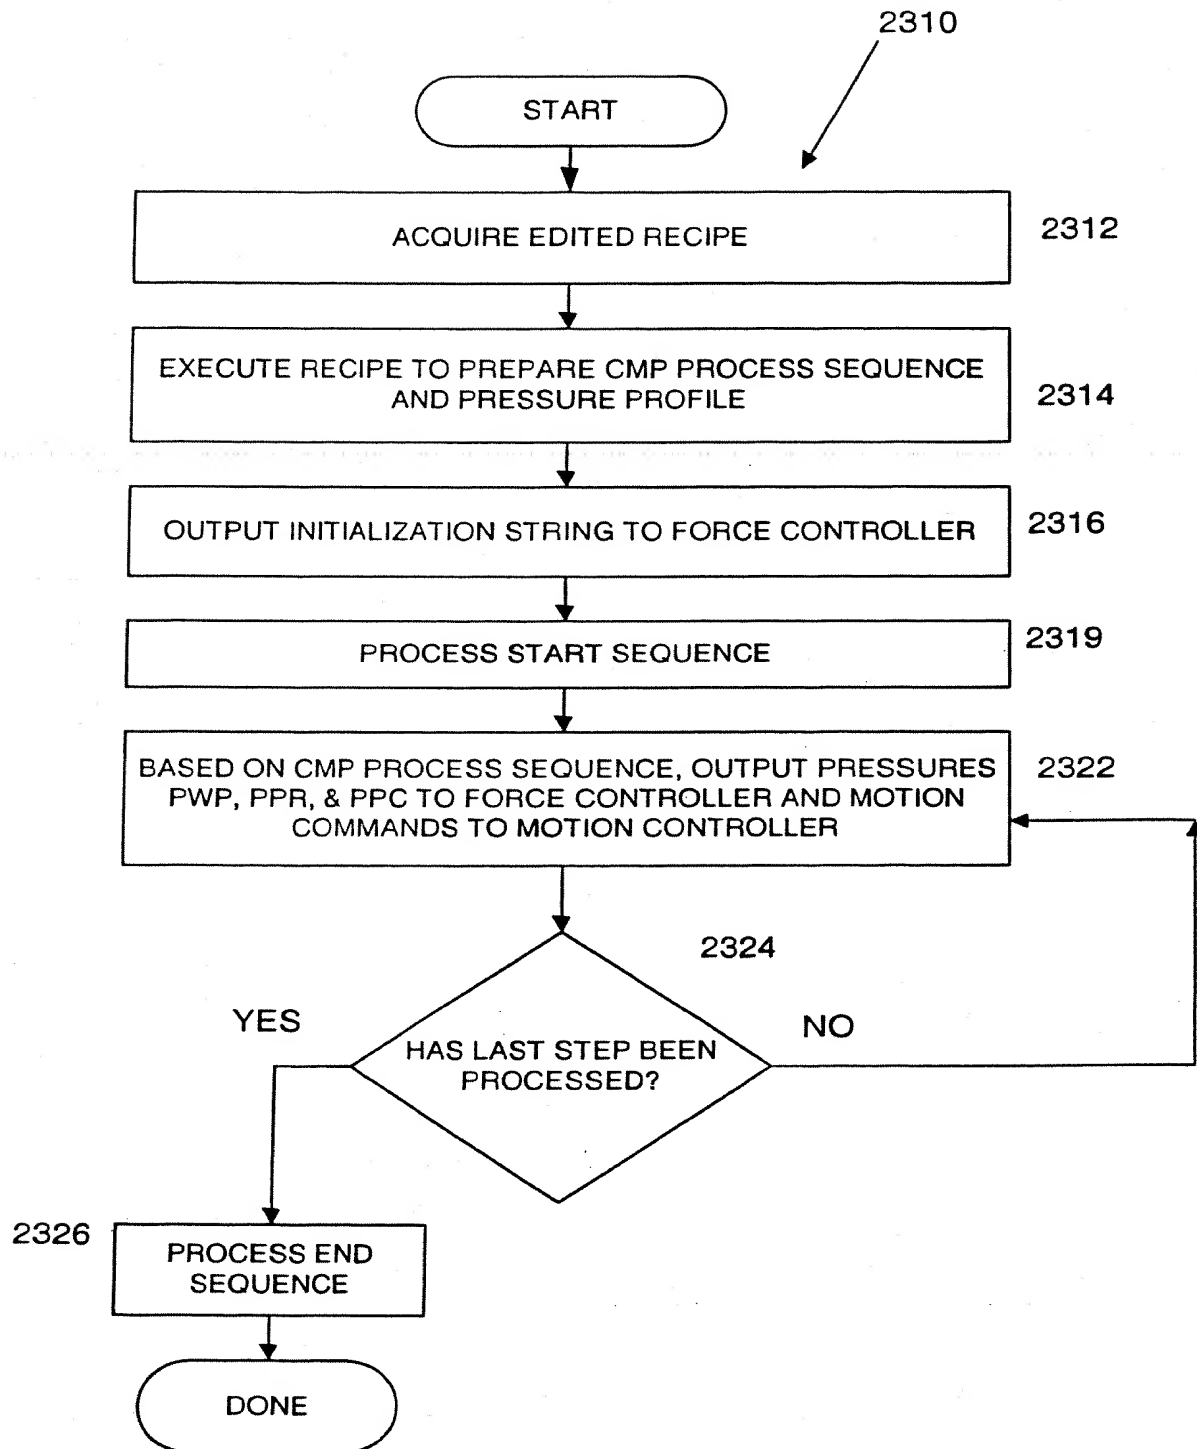 2310
START
ACQUIRE EDITED RECIPE
2312
EXECUTE RECIPE TO PREPARE CMP PROCESS SEQUENCE
AND PRESSURE PROFILE
2314
OUTPUT INITIALIZATION STRING TO FORCE CONTROLLER
2316
PROCESS START SEQUENCE
2319
BASED ON CMP PROCESS SEQUENCE, OUTPUT PRESSURES
PWP, PPR, & PPC TO FORCE CONTROLLER AND MOTION
COMMANDS TO MOTION CONTROLLER
2322
2324
YES
NO
HAS LAST STEP BEEN
PROCESSED?
2326
PROCESS END
SEQUENCE
DONE